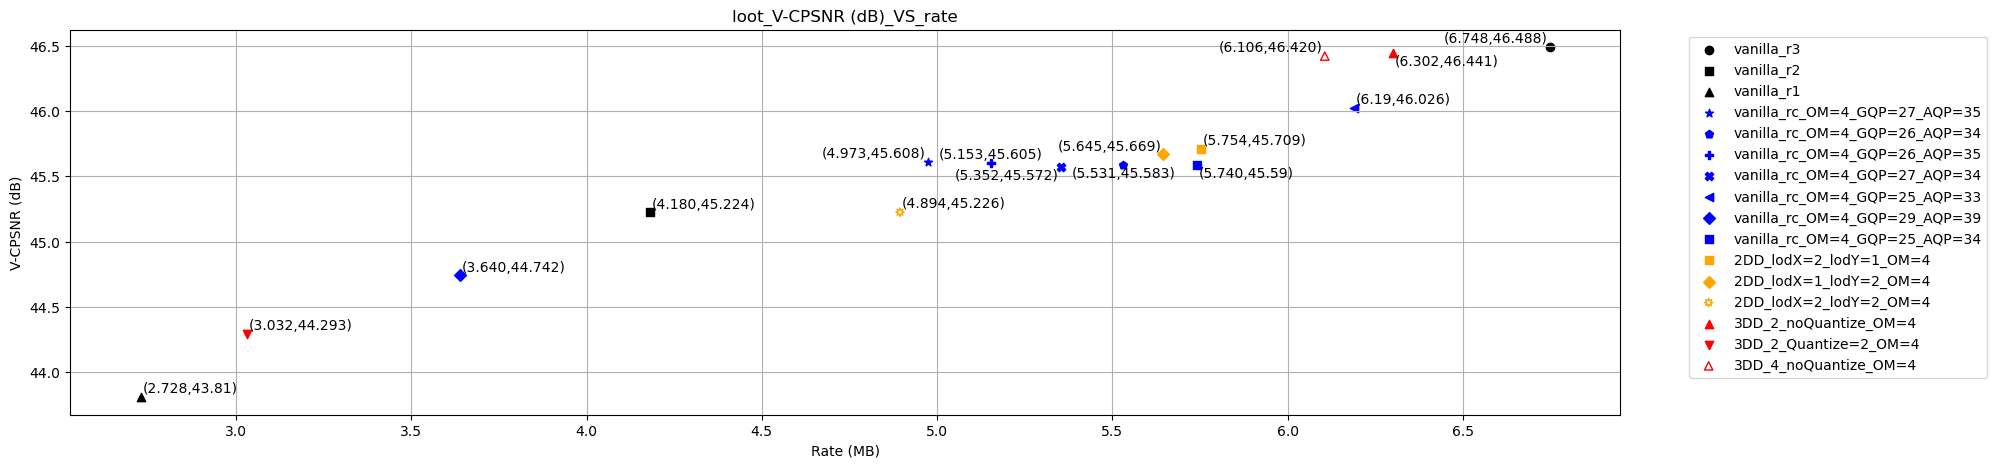 loot_V-CPSNR (dB)_VS_rate
V-CPSNR (dB)
46.5
46.0
45.5
45.0
44.5
44.0
(6.748,46.488)
(6.106,46.420)
(6.302,46.441)
(6.19,46.026)
(5.754,45.709)
(5.645,45.669)
(4.973,45.608)
(5.153,45.605)
(5.352,45.572)
(5.531,45.583)
(5.740,45.59)
(4.180,45.224)
(4.894,45.226)
(3.640,44.742)
(3.032,44.293)
(2.728,43.81)
3.0 3.5 4.0 4.5 5.0 5.5 6.0 6.5
Rate (MB)
vanilla_r3
vanilla_r2
vanilla_r1
vanilla_rc_OM=4_GQP=27_AQP=35
vanilla_rc_OM=4_GQP=26_AQP=34
vanilla_rc_OM=4_GQP=26_AQP=35
vanilla_rc_OM=4_GQP=27_AQP=34
vanilla_rc_OM=4_GQP=25_AQP=33
vanilla_rc_OM=4_GQP=29_AQP=39
vanilla_rc_OM=4_GQP=25_AQP=34
2DD_lodX=2_lodY=1_OM=4
2DD_lodX=1_lodY=2_OM=4
2DD_lodX=2_lodY=2_OM=4
3DD_2_noQuantize_OM=4
3DD_2_Quantize=2_OM=4
3DD_4_noQuantize_OM=4